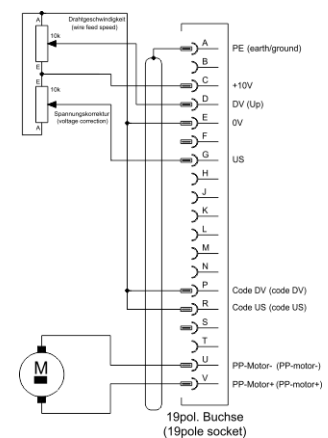 A
Drahtgeschwindigkeit
(wire feed speed)
10k
E
E
10k
Spannungskorrektur
(voltage correction)
A
A
PE (earth/ground)
B
C
+10V
D
DV (Up)
E
0V
F
G
US
H
J
K
L
M
N
P
Code DV (code DV)
R
Code US (code US)
S
T
U
PP-Motor- (PP-motor-)
V
PP-Motor+ (PP-motor+)
M
19pol. Buchse
(19pole socket)